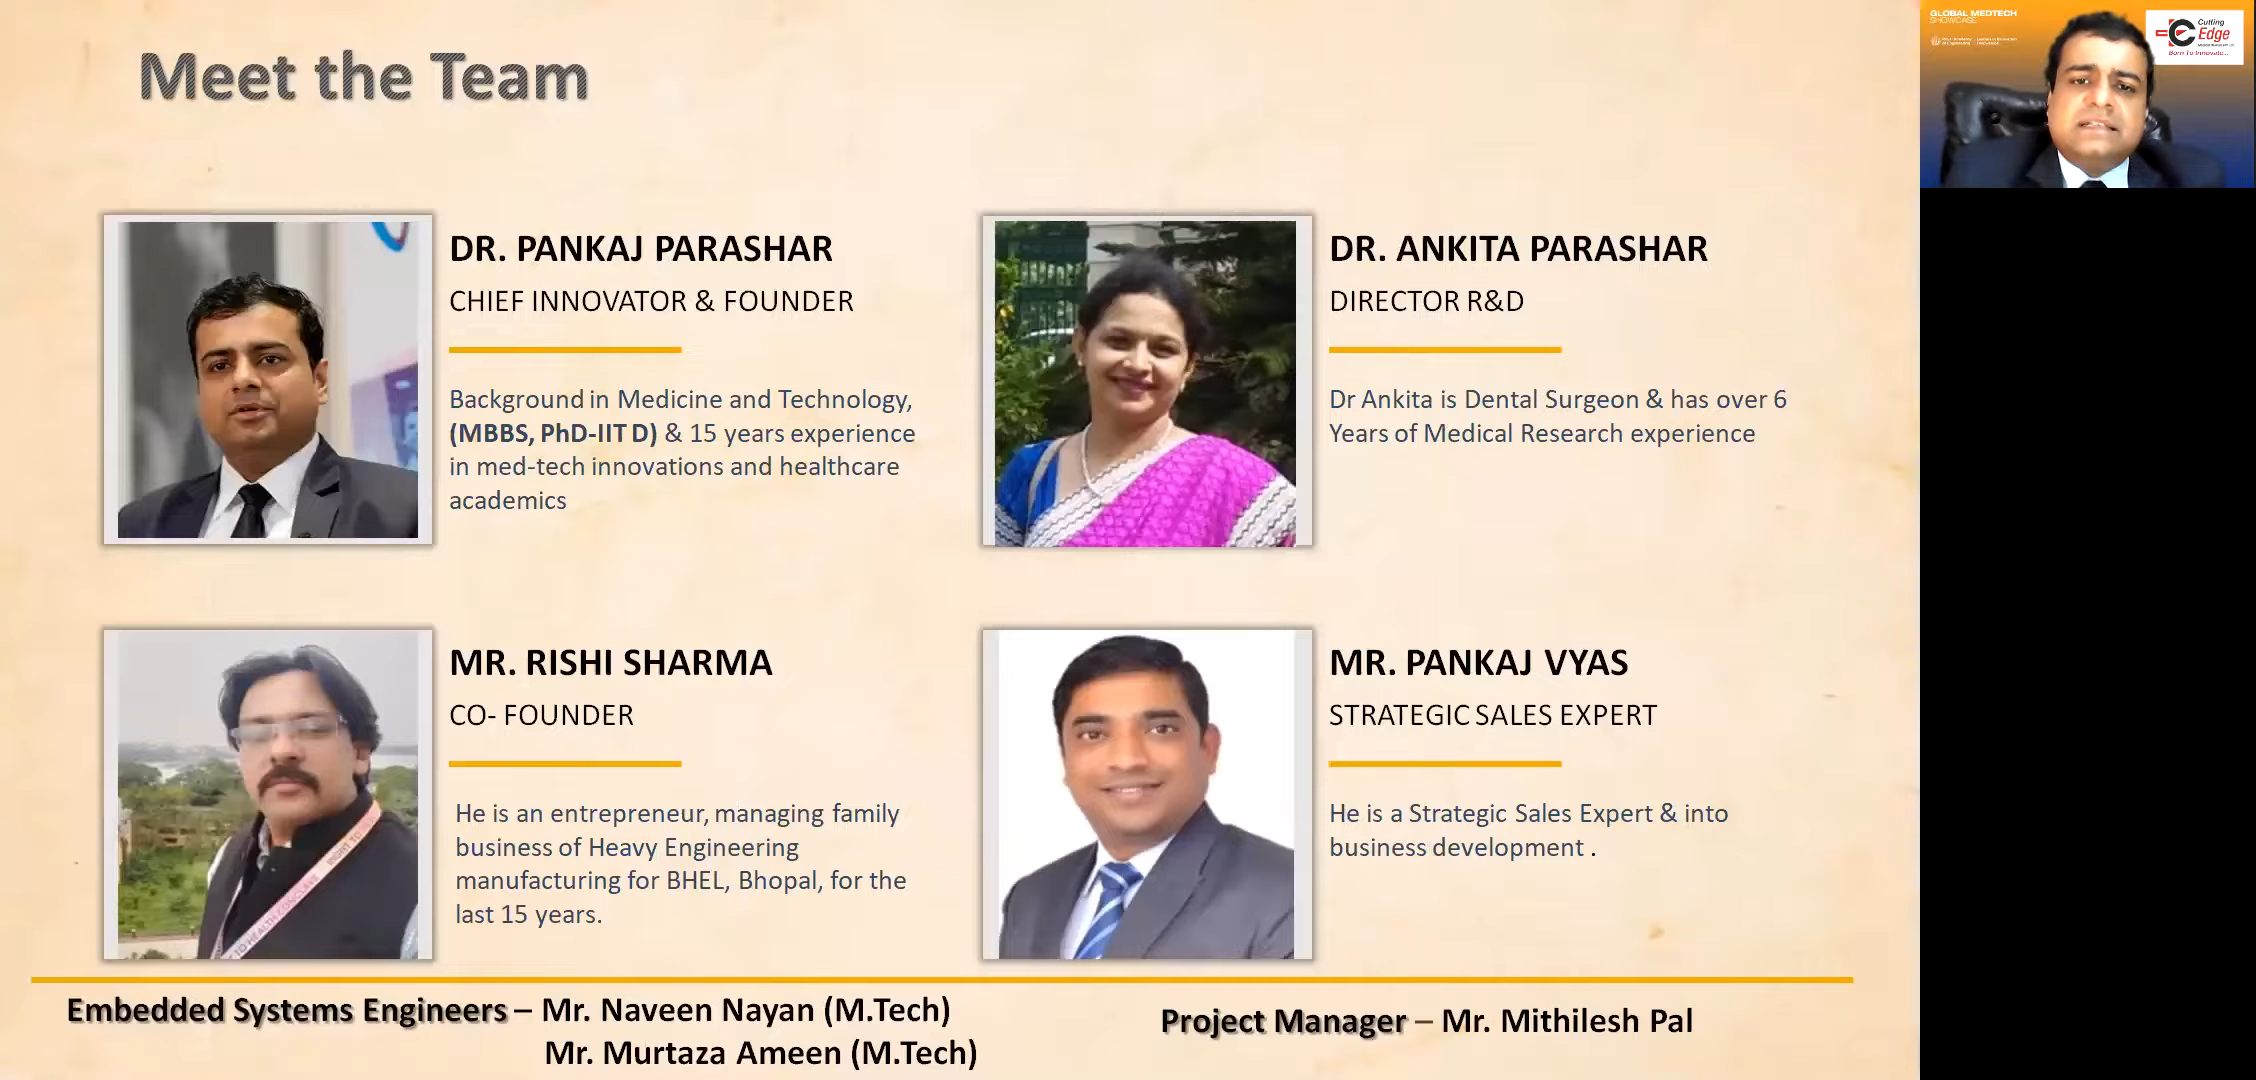 Meet the Team
DR. PANKAJ PARASHAR
CHIEF INNOVATOR & FOUNDER
Background in Medicine and Technology,
(MBBS, PhD-IIT D) & 15 years experience
in med-tech innovations and healthcare
academics
DR. ANKITA PARASHAR
DIRECTOR R&D
Dr Ankita is Dental Surgeon & has over 6
Years of Medical Research experience
MR. RISHI SHARMA
CO- FOUNDER
He is an entrepreneur, managing family
business of Heavy Engineering
manufacturing for BHEL, Bhopal, for the
last 15 years.
HEALTH CONCLAVE RIGHT TO
MR. PANKAJ VYAS
STRATEGIC SALES EXPERT
He is a Strategic Sales Expert & into
business development .
Embedded Systems Engineers – Mr. Naveen Nayan (M.Tech)
Mr. Murtaza Ameen (M.Tech)
Project Manager – Mr. Mithilesh Pal
GLOBAL MEDTECH
SHOWCASE
Cutting
Edge
Born To Innovate...